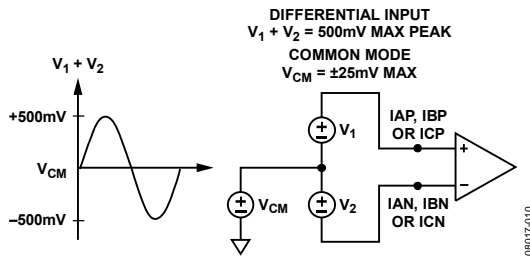 DIFFERENTIAL INPUT
V1 + V2 = 500mV MAX PEAK
COMMON MODE
VCM = ±25mV MAX
V1 + V2
+500mV
VCM
–500mV
V1
V2
VCM
IAP, IBP
OR ICP
IAN, IBN
OR ICN
+
–
08017-010